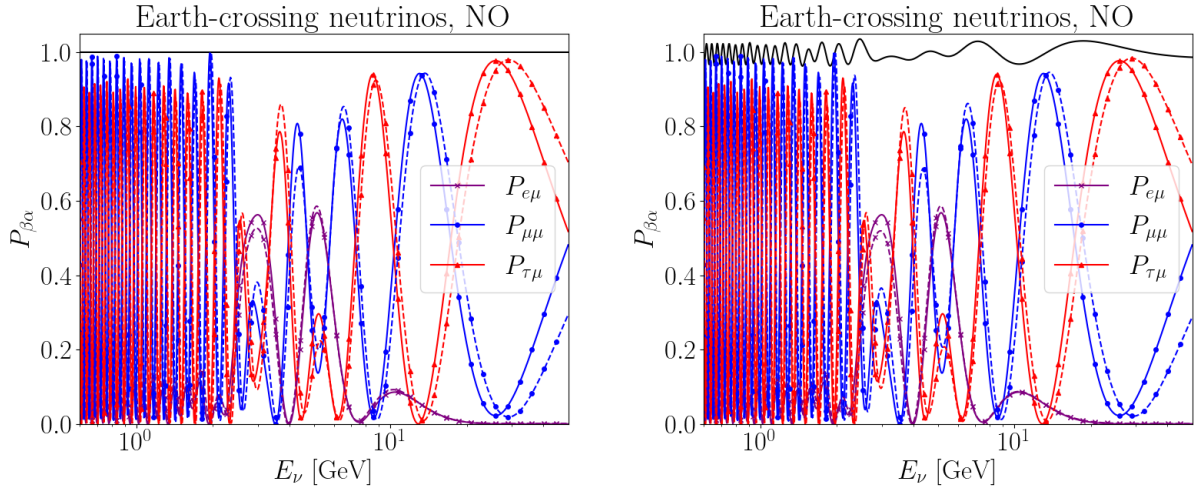 Earth-crossing neutrinos, NO
1.0
0.8
0.6
0.4
0.2
0.0
P_{βα}
P_{eμ}
P_{μμ}
P_{τμ}
10^0
10^1
E_ν [GeV]
Earth-crossing neutrinos, NO
1.0
0.8
0.6
0.4
0.2
0.0
P_{βα}
P_{eμ}
P_{μμ}
P_{τμ}
10^0
10^1
E_ν [GeV]